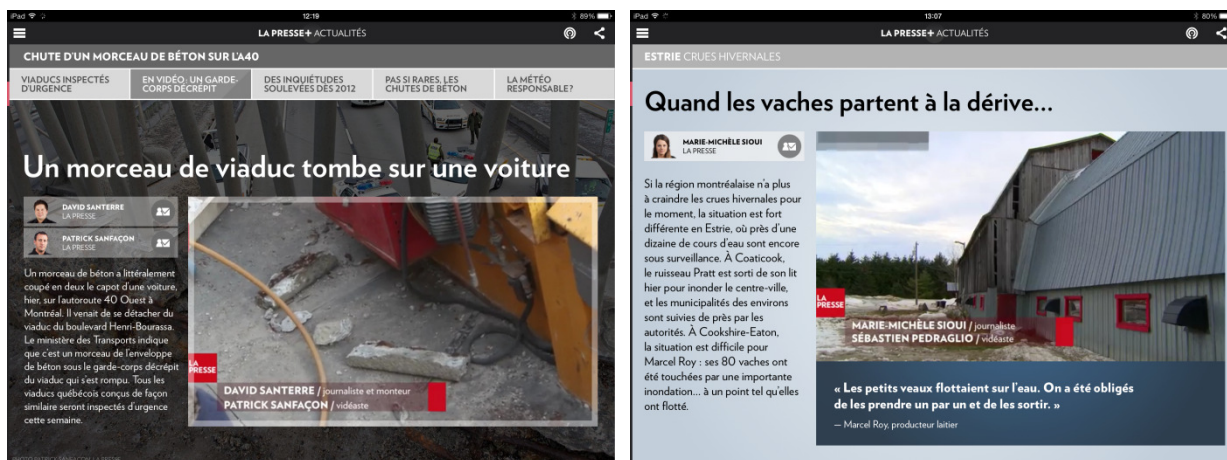 iPad
12:19
89%
LA PRESSE+ ACTUALITÉS
CHUTE D'UN MORCEAU DE BÉTON SUR L'A40
VIADUCS INSPECTÉS
D'URGENCE
EN VIDÉO : UN GARDE-
CORPS DÉCRÉPIT
DES INQUIÉTUDES
SOULEVÉES DÈS 2012
PAS SI RARES, LES
CHUTES DE BÉTON
LA MÉTÉO
RESPONSABLE?
Un morceau de viaduc tombe sur une voiture
DAVID SANTERRE
LA PRESSE
PATRICK SANFAÇON
LA PRESSE
Un morceau de béton a littéralement
coupé en deux le capot d'une voiture,
hier, sur l'autoroute 40 Ouest à
Montréal. Il venait de se détacher du
viaduc du boulevard Henri-Bourassa.
Le ministère des Transports indique
que c'est un morceau de l'enveloppe
de béton sous le garde-corps décrépit
du viaduc qui s'est rompu. Tous les
viaducs québécois conçus de façon
similaire seront inspectés d'urgence
cette semaine.
LA
PRESSE
DAVID SANTERRE / journaliste et monteur
PATRICK SANFAÇON / vidéaste
PHOTO PATRICK SANFAÇON, LA PRESSE
iPad
13:07
80%
LA PRESSE+ ACTUALITÉS
ESTRIE CRUES HIVERNALES
Quand les vaches partent à la dérive...
MARIE-MICHÈLE SIOUI
LA PRESSE
Si la région montréalaise n'a plus
à craindre les crues hivernales pour
le moment, la situation est fort
différente en Estrie, où près d'une
dizaine de cours d'eau sont encore
sous surveillance. À Coaticook,
le ruisseau Pratt est sorti de son lit
hier pour inonder le centre-ville,
et les municipalités des environs
sont suivies de près par les
autorités. À Cookshire-Eaton,
la situation est difficile pour
Marcel Roy : ses 80 vaches ont
été touchées par une importante
inondation... à un point tel qu'elles
ont flotté.
LA
PRESSE
MARIE-MICHÈLE SIOUI / journaliste
SÉBASTIEN PEDRAGLIO / vidéaste
« Les petits veaux flottaient sur l'eau. On a été obligés
de les prendre un par un et de les sortir. »
— Marcel Roy, producteur laitier